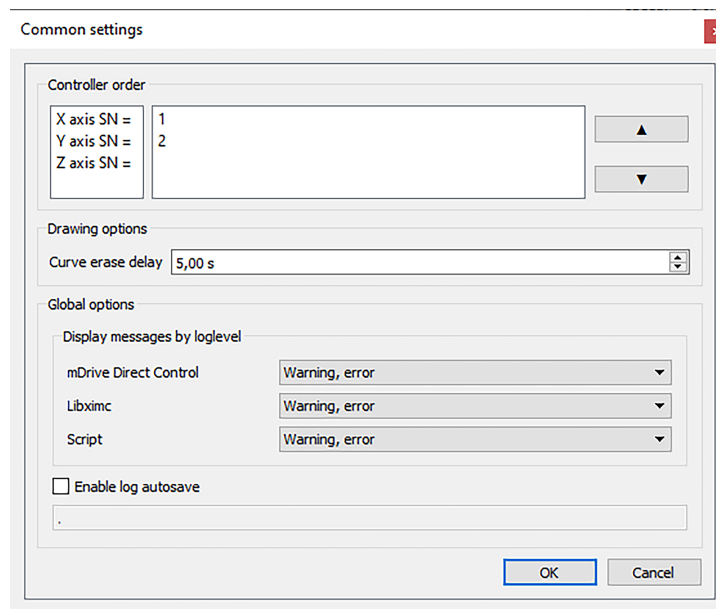 Common settings
Controller order
X axis SN = 1
Y axis SN = 2
Z axis SN =
▲
▼
Drawing options
Curve erase delay 5,00 s
Global options
Display messages by loglevel
mDrive Direct Control Warning, error
Libximc Warning, error
Script Warning, error
Enable log autosave
.
OK Cancel